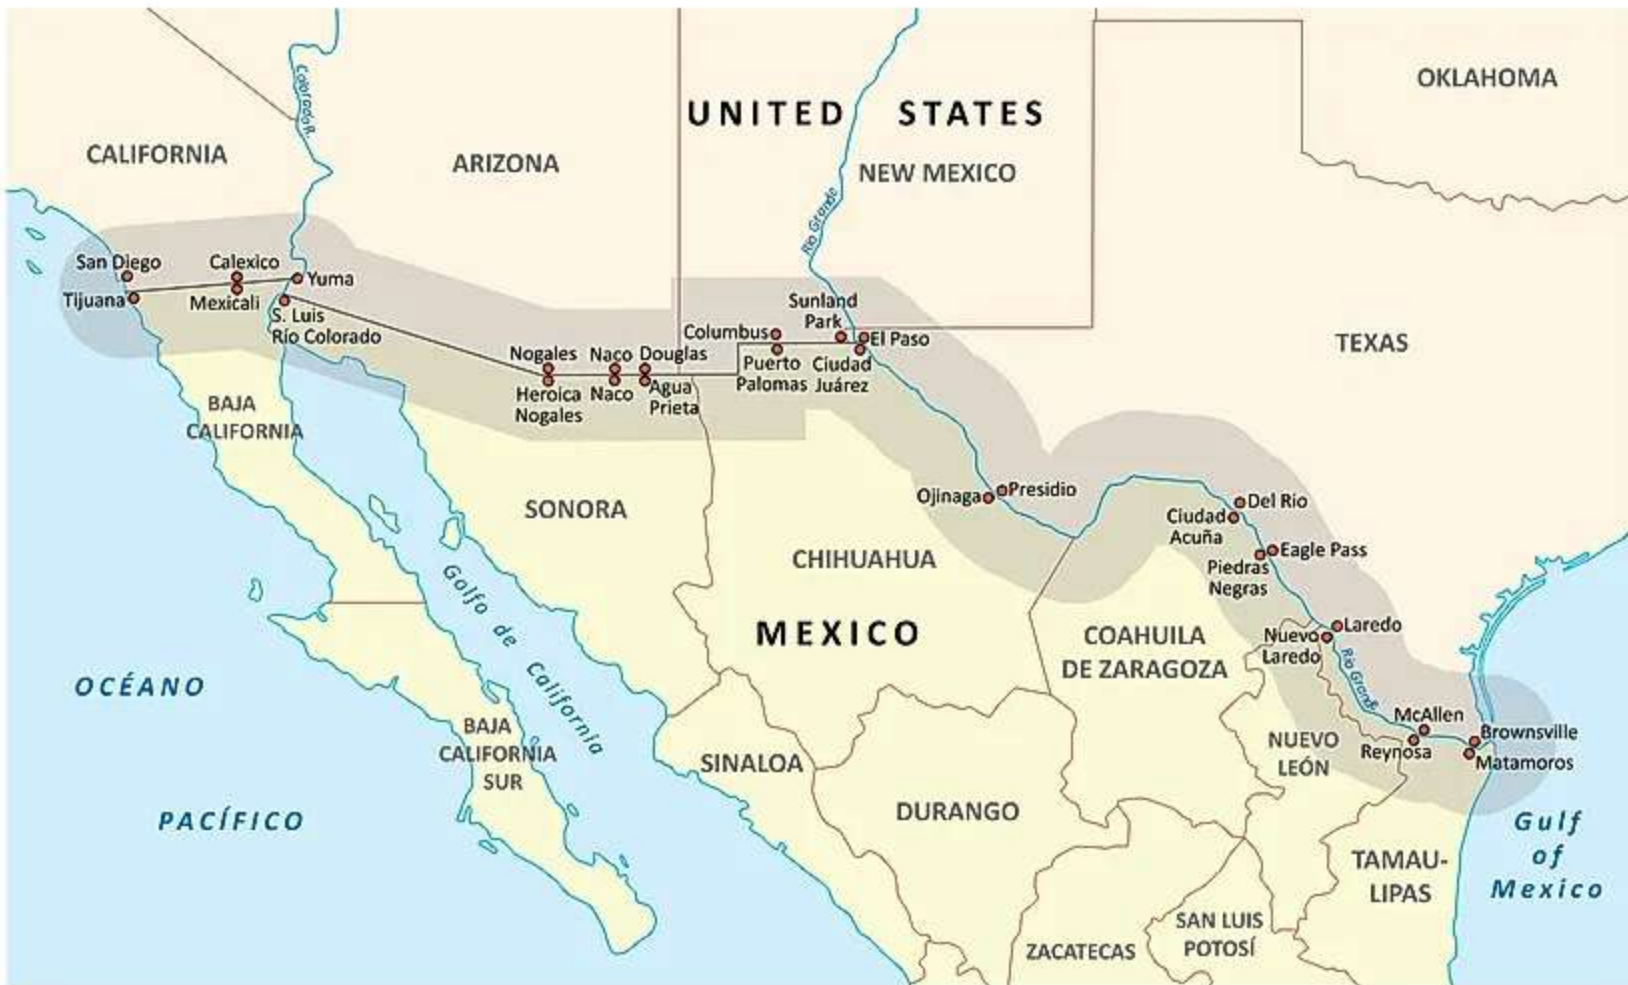 OKLAHOMA
UNITED STATES
Colorado R.
CALIFORNIA
ARIZONA
NEW MEXICO
Rio Grande
San Diego
Calexico
Yuma
Tijuana
Mexicali
S. Luis
Río Colorado
Sunland
Park
Columbus
El Paso
TEXAS
Nogales
Naco
Douglas
Puerto
Palomas
Ciudad
Juárez
Heroica
Nogales
Naco
Agua
Prieta
BAJA
CALIFORNIA
Ojinaga
Presidio
SONORA
Del Rio
Ciudad
Acuña
CHIHUAHUA
Eagle Pass
Piedras
Negras
Golfo de California
MEXICO
COAHUILA
DE ZARAGOZA
Laredo
Nuevo
Laredo
Rio Grande
OCÉANO
PACÍFICO
BAJA
CALIFORNIA
SUR
SINALOA
DURANGO
NUEVO
LEÓN
McAllen
Reynosa
Brownsville
Matamoros
Gulf
of
Mexico
TAMAU-
LIPAS
ZACATECAS
SAN LUIS
POTOSÍ